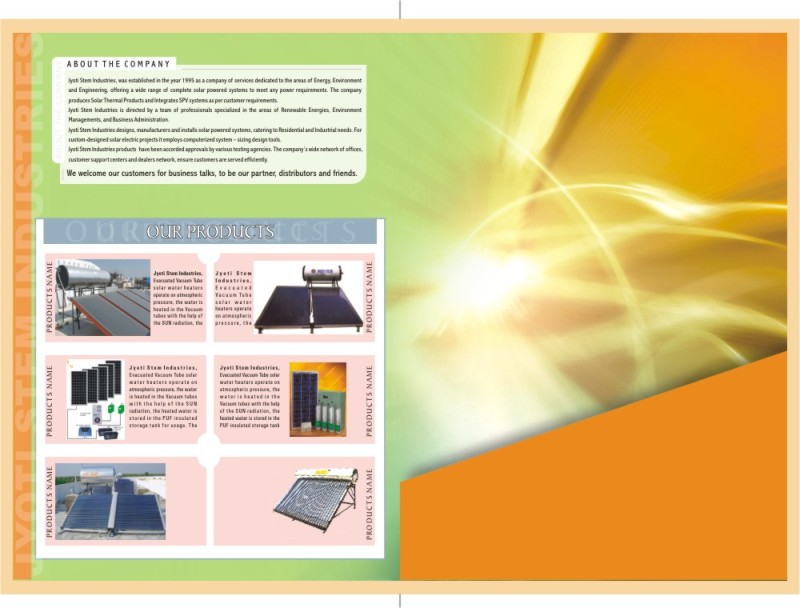 JYOTI STEM INDUSTRIES
ABOUT THE COMPANY
Jyoti Stem Industries, was established in the year 1995 as a company of services dedicated to the areas of Energy, Environment
and Engineering, offering a wide range of complete solar powered systems to meet any power requirements. The company
produces Solar Thermal Products and Integrates SPV systems as per customer requirements.
Jyoti Stem Industries is directed by a team of professionals specialized in the areas of Renewable Energies, Environment
Managements, and Business Administration.
Jyoti Stem Industries designs, manufacturers and installs solar powered systems, catering to Residential and Industrial needs. For
custom-designed solar electric projects it employs computerized system – sizing design tools.
Jyoti Stem Industries products have been accorded approvals by various testing agencies. The company's wide network of offices,
customer support centers and dealers network, ensure customers are served efficiently.
We welcome our customers for business talks, to be our partner, distributors and friends.
OUR PRODUCTS
PRODUCTS NAME
Jyoti Stem Industries,
Evacuated Vacuum Tube
solar water heaters
operate on atmospheric
pressure, the water is
heated in the Vacuum
tubes with the help of
the SUN radiation, the
Jyoti Stem
Industries,
Evacuated
Vacuum Tube
solar water
heaters operate
on atmospheric
pressure, the
PRODUCTS NAME
PRODUCTS NAME
Jyoti Stem Industries,
Evacuated Vacuum Tube solar
water heaters operate on
atmospheric pressure, the water
is heated in the Vacuum tubes
with the help of the SUN
radiation, the heated water is
stored in the PUF insulated
storage tank for usage. The
Jyoti Stem Industries,
Evacuated Vacuum Tube solar
water heaters operate on
atmospheric pressure, the
water is heated in the
Vacuum tubes with the help
of the SUN radiation, the
heated water is stored in the
PUF insulated storage tank
PRODUCTS NAME
PRODUCTS NAME
PRODUCTS NAME